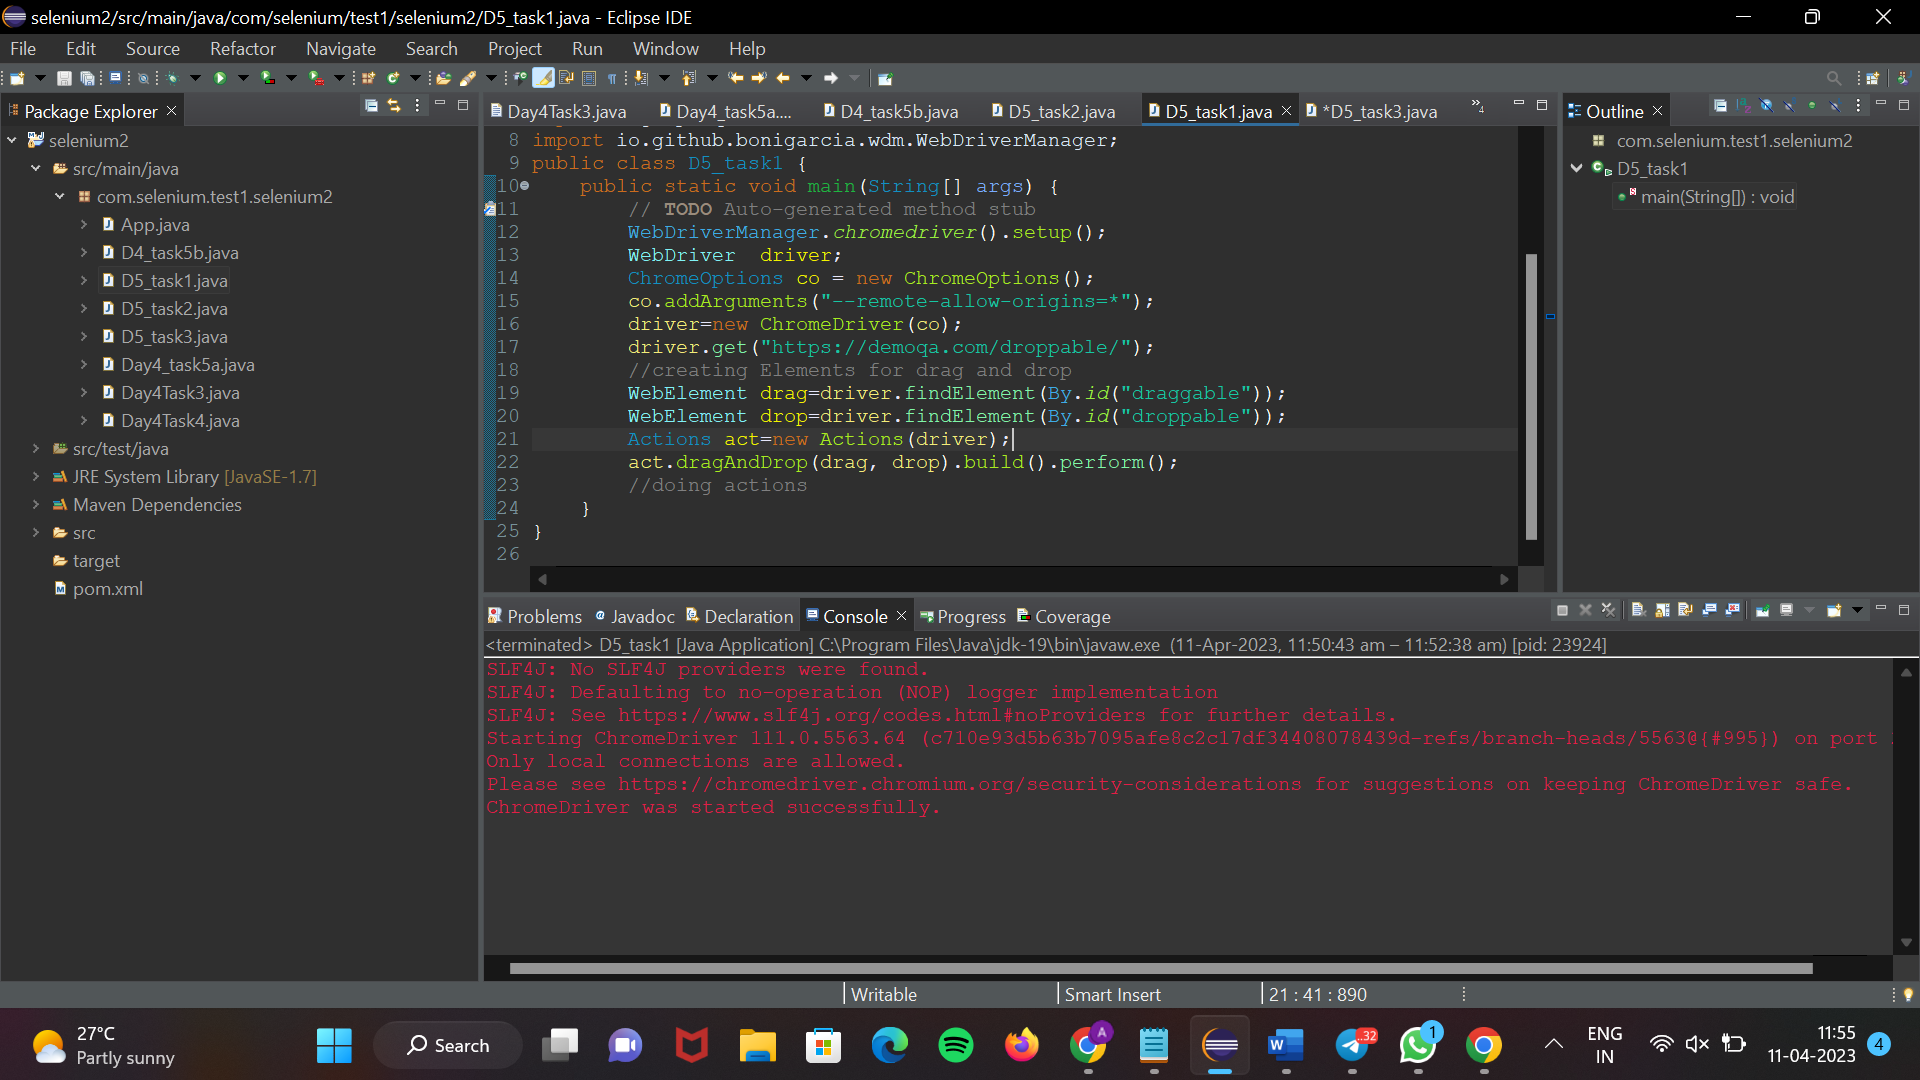 selenium2/src/main/java/com/selenium/test1/selenium2/D5_task1.java - Eclipse IDE
File Edit Source Refactor Navigate Search Project Run Window Help
Package Explorer
selenium2
src/main/java
com.selenium.test1.selenium2
App.java
D4_task5b.java
D5_task1.java
D5_task2.java
D5_task3.java
Day4_task5a.java
Day4Task3.java
Day4Task4.java
src/test/java
JRE System Library [JavaSE-1.7]
Maven Dependencies
src
target
pom.xml
Day4Task3.java Day4_task5a.... D4_task5b.java D5_task2.java D5_task1.java *D5_task3.java »4
8 import io.github.bonigarcia.wdm.WebDriverManager;
9 public class D5_task1 {
10 public static void main(String[] args) {
11 // TODO Auto-generated method stub
12 WebDriverManager.chromedriver().setup();
13 WebDriver driver;
14 ChromeOptions co = new ChromeOptions();
15 co.addArguments("--remote-allow-origins=*");
16 driver=new ChromeDriver(co);
17 driver.get("https://demoqa.com/droppable/");
18 //creating Elements for drag and drop
19 WebElement drag=driver.findElement(By.id("draggable"));
20 WebElement drop=driver.findElement(By.id("droppable"));
21 Actions act=new Actions(driver);
22 act.dragAndDrop(drag, drop).build().perform();
23 //doing actions
24 }
25 }
26
Outline
com.selenium.test1.selenium2
D5_task1
main(String[]) : void
Problems Javadoc Declaration Console Progress Coverage
<terminated> D5_task1 [Java Application] C:\Program Files\Java\jdk-19\bin\javaw.exe (11-Apr-2023, 11:50:43 am – 11:52:38 am) [pid: 23924]
SLF4J: No SLF4J providers were found.
SLF4J: Defaulting to no-operation (NOP) logger implementation
SLF4J: See https://www.slf4j.org/codes.html#noProviders for further details.
Starting ChromeDriver 111.0.5563.64 (c710e93d5b63b7095afe8c2c17df34408078439d-refs/branch-heads/5563@{#995}) on port
Only local connections are allowed.
Please see https://chromedriver.chromium.org/security-considerations for suggestions on keeping ChromeDriver safe.
ChromeDriver was started successfully.
Writable Smart Insert 21 : 41 : 890
27°C
Partly sunny
Search
A
W
..32
1
ENG
IN
11:55
11-04-2023
4